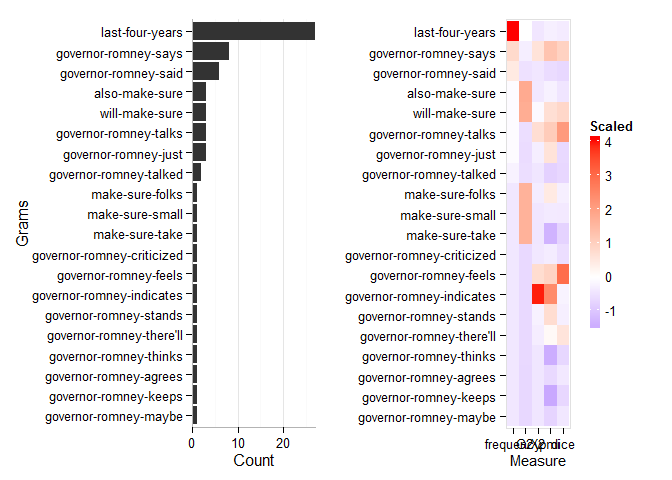 last-four-years
governor-romney-says
governor-romney-said
also-make-sure
will-make-sure
governor-romney-talks
governor-romney-just
governor-romney-talked
make-sure-folks
make-sure-small
make-sure-take
governor-romney-criticized
governor-romney-feels
governor-romney-indicates
governor-romney-stands
governor-romney-there'll
governor-romney-thinks
governor-romney-agrees
governor-romney-keeps
governor-romney-maybe
Grams
0 10 20
Count
last-four-years
governor-romney-says
governor-romney-said
also-make-sure
will-make-sure
governor-romney-talks
governor-romney-just
governor-romney-talked
make-sure-folks
make-sure-small
make-sure-take
governor-romney-criticized
governor-romney-feels
governor-romney-indicates
governor-romney-stands
governor-romney-there'll
governor-romney-thinks
governor-romney-agrees
governor-romney-keeps
governor-romney-maybe
frequency G2 X2 pmi dice
Measure
Scaled
4
3
2
1
0
-1